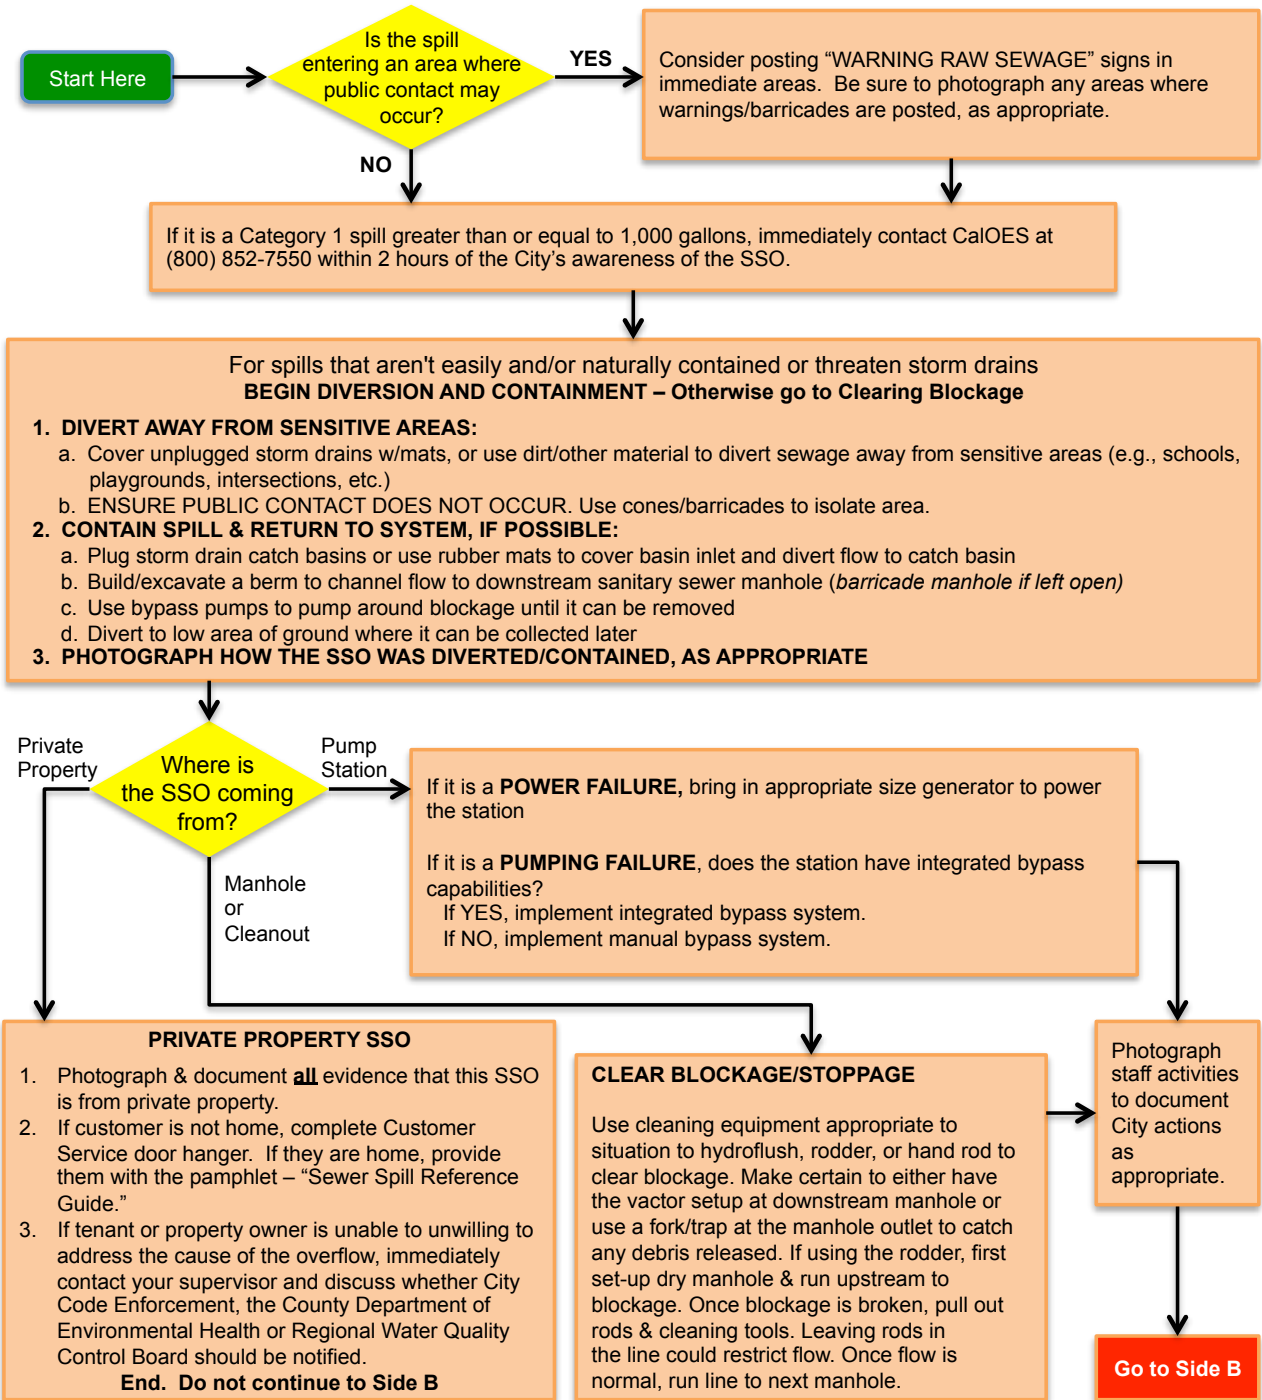 Start Here
Is the spill
entering an area where
public contact may
occur?
YES
NO
Consider posting “WARNING RAW SEWAGE” signs in
immediate areas. Be sure to photograph any areas where
warnings/barricades are posted, as appropriate.
If it is a Category 1 spill greater than or equal to 1,000 gallons, immediately contact CalOES at
(800) 852-7550 within 2 hours of the City’s awareness of the SSO.
For spills that aren't easily and/or naturally contained or threaten storm drains
BEGIN DIVERSION AND CONTAINMENT – Otherwise go to Clearing Blockage
1. DIVERT AWAY FROM SENSITIVE AREAS:
a. Cover unplugged storm drains w/mats, or use dirt/other material to divert sewage away from sensitive areas (e.g., schools,
playgrounds, intersections, etc.)
b. ENSURE PUBLIC CONTACT DOES NOT OCCUR. Use cones/barricades to isolate area.
2. CONTAIN SPILL & RETURN TO SYSTEM, IF POSSIBLE:
a. Plug storm drain catch basins or use rubber mats to cover basin inlet and divert flow to catch basin
b. Build/excavate a berm to channel flow to downstream sanitary sewer manhole (barricade manhole if left open)
c. Use bypass pumps to pump around blockage until it can be removed
d. Divert to low area of ground where it can be collected later
3. PHOTOGRAPH HOW THE SSO WAS DIVERTED/CONTAINED, AS APPROPRIATE
Where is
the SSO coming
from?
Private
Property
Pump
Station
Manhole
or
Cleanout
If it is a POWER FAILURE, bring in appropriate size generator to power
the station
If it is a PUMPING FAILURE, does the station have integrated bypass
capabilities?
If YES, implement integrated bypass system.
If NO, implement manual bypass system.
PRIVATE PROPERTY SSO
1. Photograph & document all evidence that this SSO
is from private property.
2. If customer is not home, complete Customer
Service door hanger. If they are home, provide
them with the pamphlet – “Sewer Spill Reference
Guide.”
3. If tenant or property owner is unable to unwilling to
address the cause of the overflow, immediately
contact your supervisor and discuss whether City
Code Enforcement, the County Department of
Environmental Health or Regional Water Quality
Control Board should be notified.
End. Do not continue to Side B
CLEAR BLOCKAGE/STOPPAGE
Use cleaning equipment appropriate to
situation to hydroflush, rodder, or hand rod to
clear blockage. Make certain to either have
the vactor setup at downstream manhole or
use a fork/trap at the manhole outlet to catch
any debris released. If using the rodder, first
set-up dry manhole & run upstream to
blockage. Once blockage is broken, pull out
rods & cleaning tools. Leaving rods in
the line could restrict flow. Once flow is
normal, run line to next manhole.
Photograph
staff activities
to document
City actions
as
appropriate.
Go to Side B